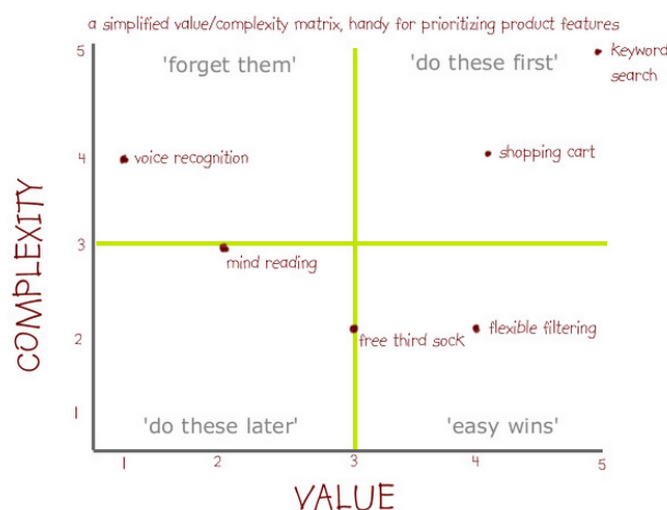 a simplified value/complexity matrix, handy for prioritizing product features
5
'forget them'
'do these first'
keyword
search
4
voice recognition
shopping cart
3
mind reading
COMPLEXITY
2
free third sock
flexible filtering
1
'do these later'
'easy wins'
1
2
3
4
5
VALUE